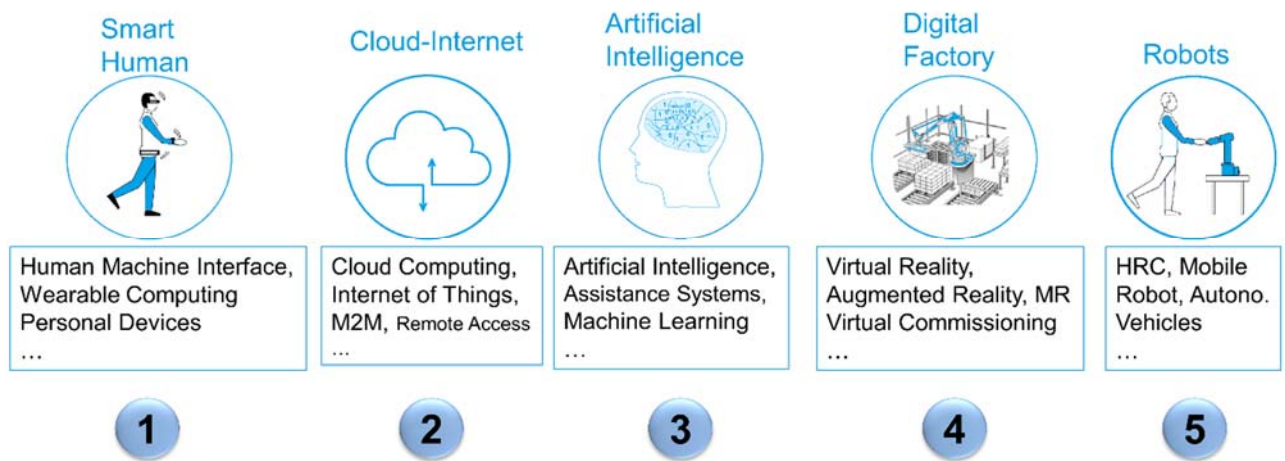 Smart
Human
Cloud-Internet
Artificial
Intelligence
Digital
Factory
Robots
Human Machine Interface,
Wearable Computing
Personal Devices
…
Cloud Computing,
Internet of Things,
M2M, Remote Access
...
Artificial Intelligence,
Assistance Systems,
Machine Learning
…
Virtual Reality,
Augmented Reality, MR
Virtual Commissioning
…
HRC, Mobile
Robot, Autono.
Vehicles
…
1
2
3
4
5